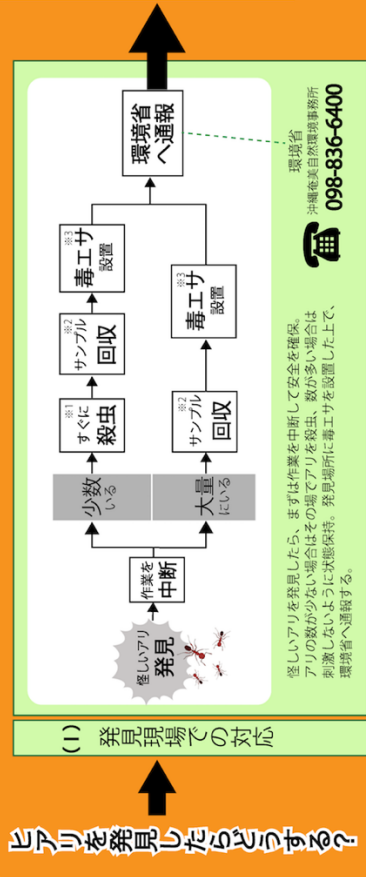 ヒアリを発見したらどうする?
(1) 発見現場での対応
怪しいアリ
発見
作業を
中断
少数
いる
※1
すぐに
殺虫
※2
サンプル
回収
※3
毒エサ
設置
大量
にいる
※2
サンプル
回収
※3
毒エサ
設置
環境省
へ通報
怪しいアリを発見したら、まずは作業を中断して安全を確保。
アリの数が少ない場合はその場でアリを殺虫、数が多い場合は
刺激しないように状態保持。発見場所に毒エサを設置した上で、
環境省へ通報する。
環境省
沖縄奄美自然環境事務所
098-836-6400